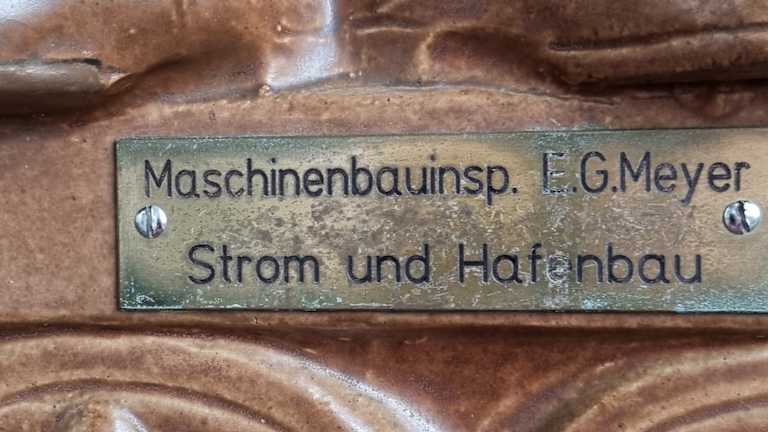 Maschinenbauinsp. E.G.Meyer
Strom und Hafenbau